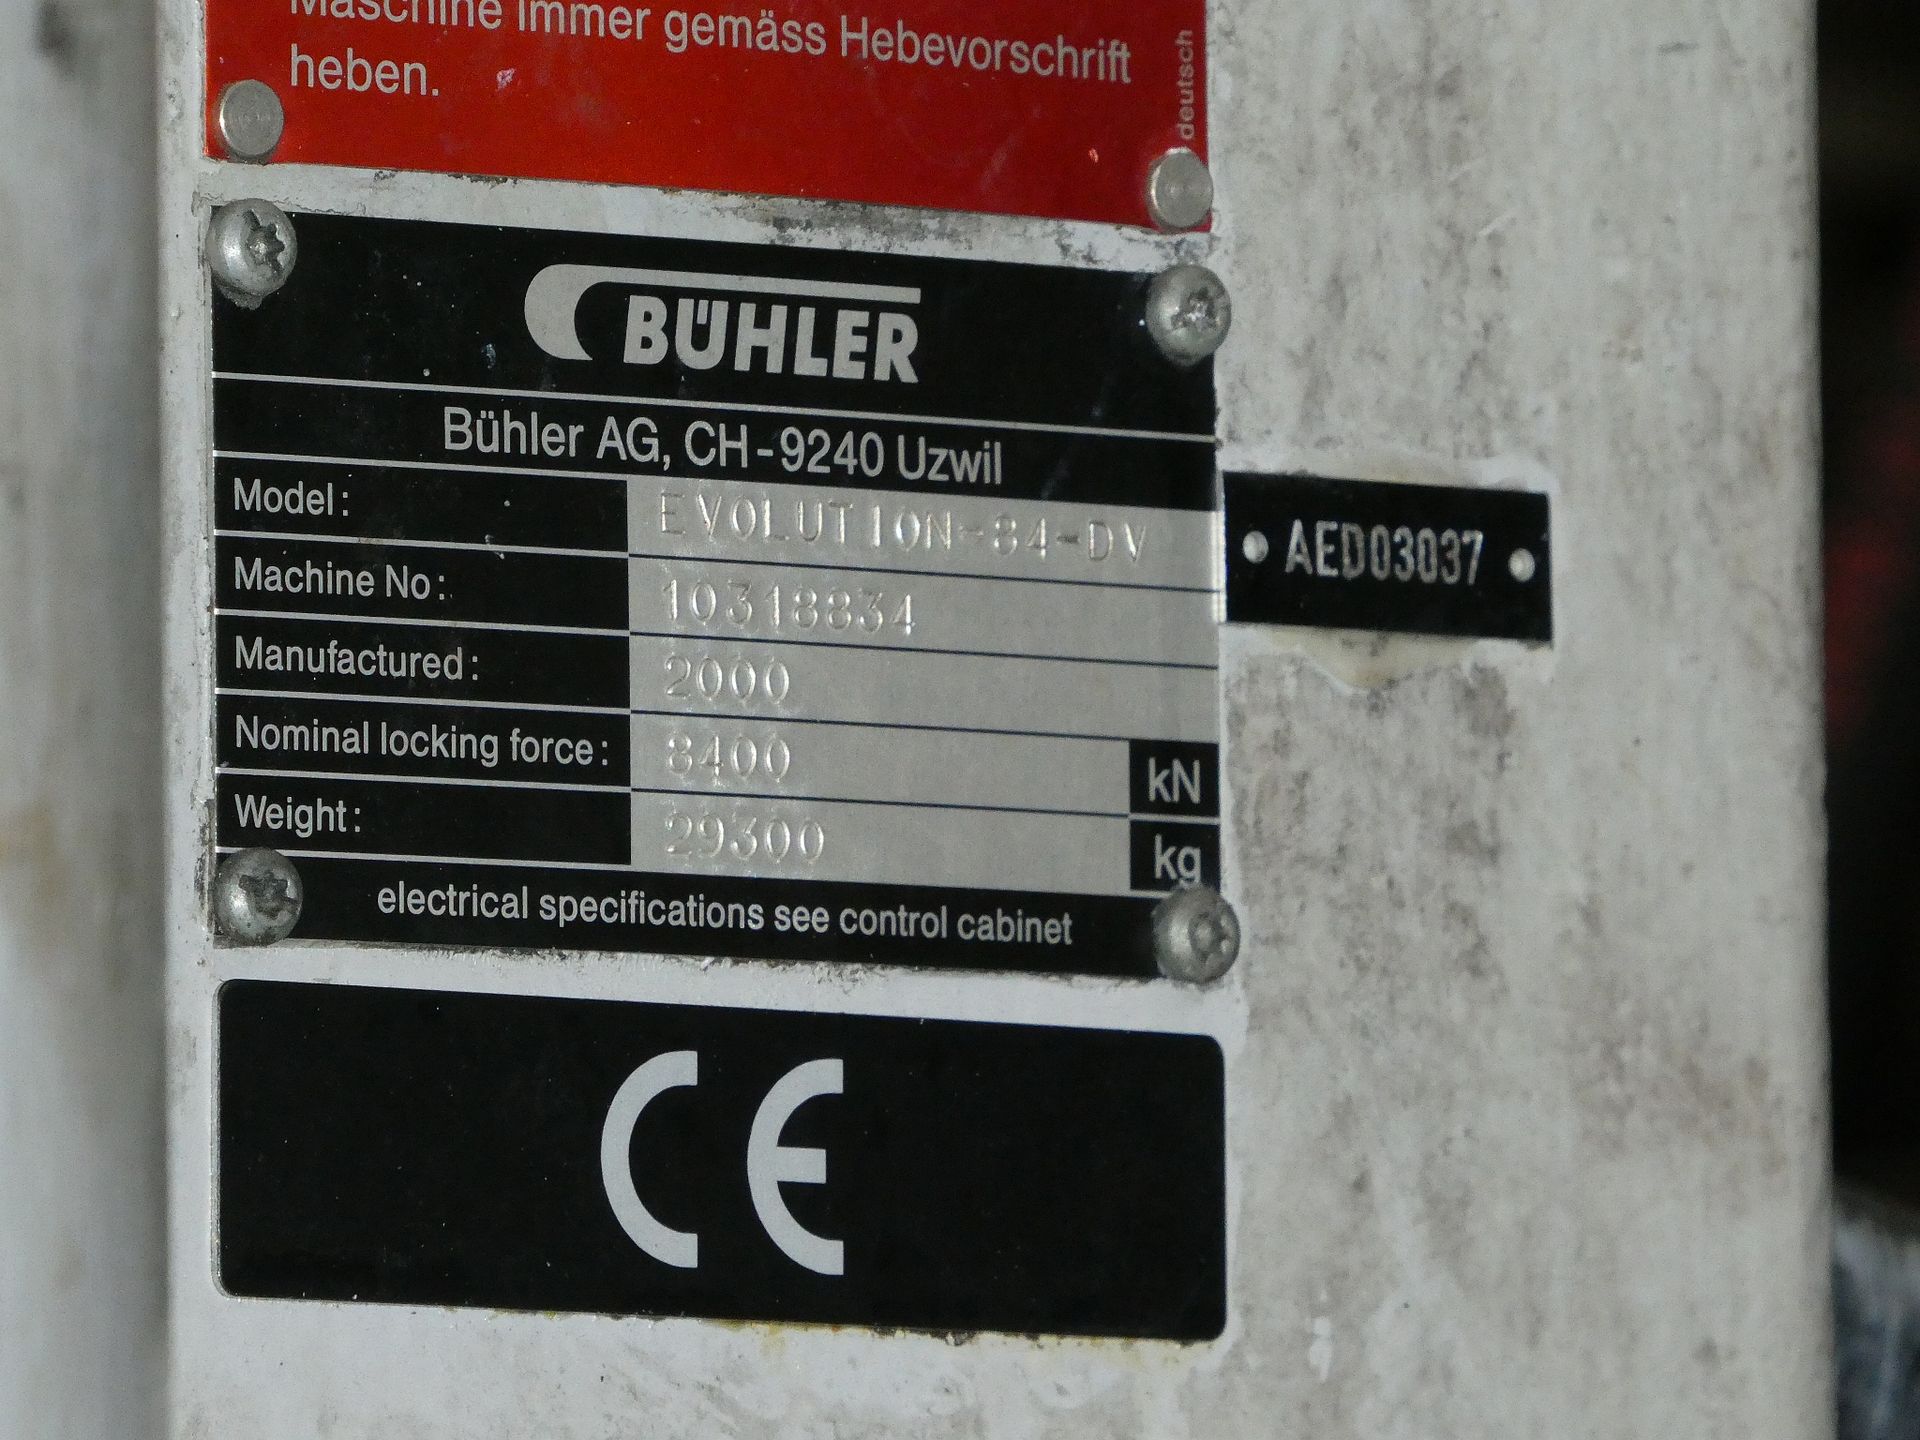 Maschine immer gemäss Hebevorschrift
heben.
deutsch
BÜHLER
Bühler AG, CH-9240 Uzwil
Model: EVOLUTION-84-DV
Machine No: 10318834
Manufactured: 2000
Nominal locking force: 8400 kN
Weight: 29300 kg
electrical specifications see control cabinet
AED03037
CE